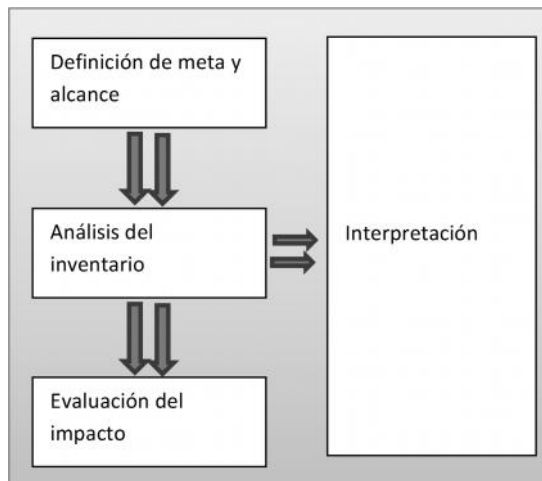 Definición de meta y
alcance
Análisis del
inventario
Interpretación
Evaluación del
impacto